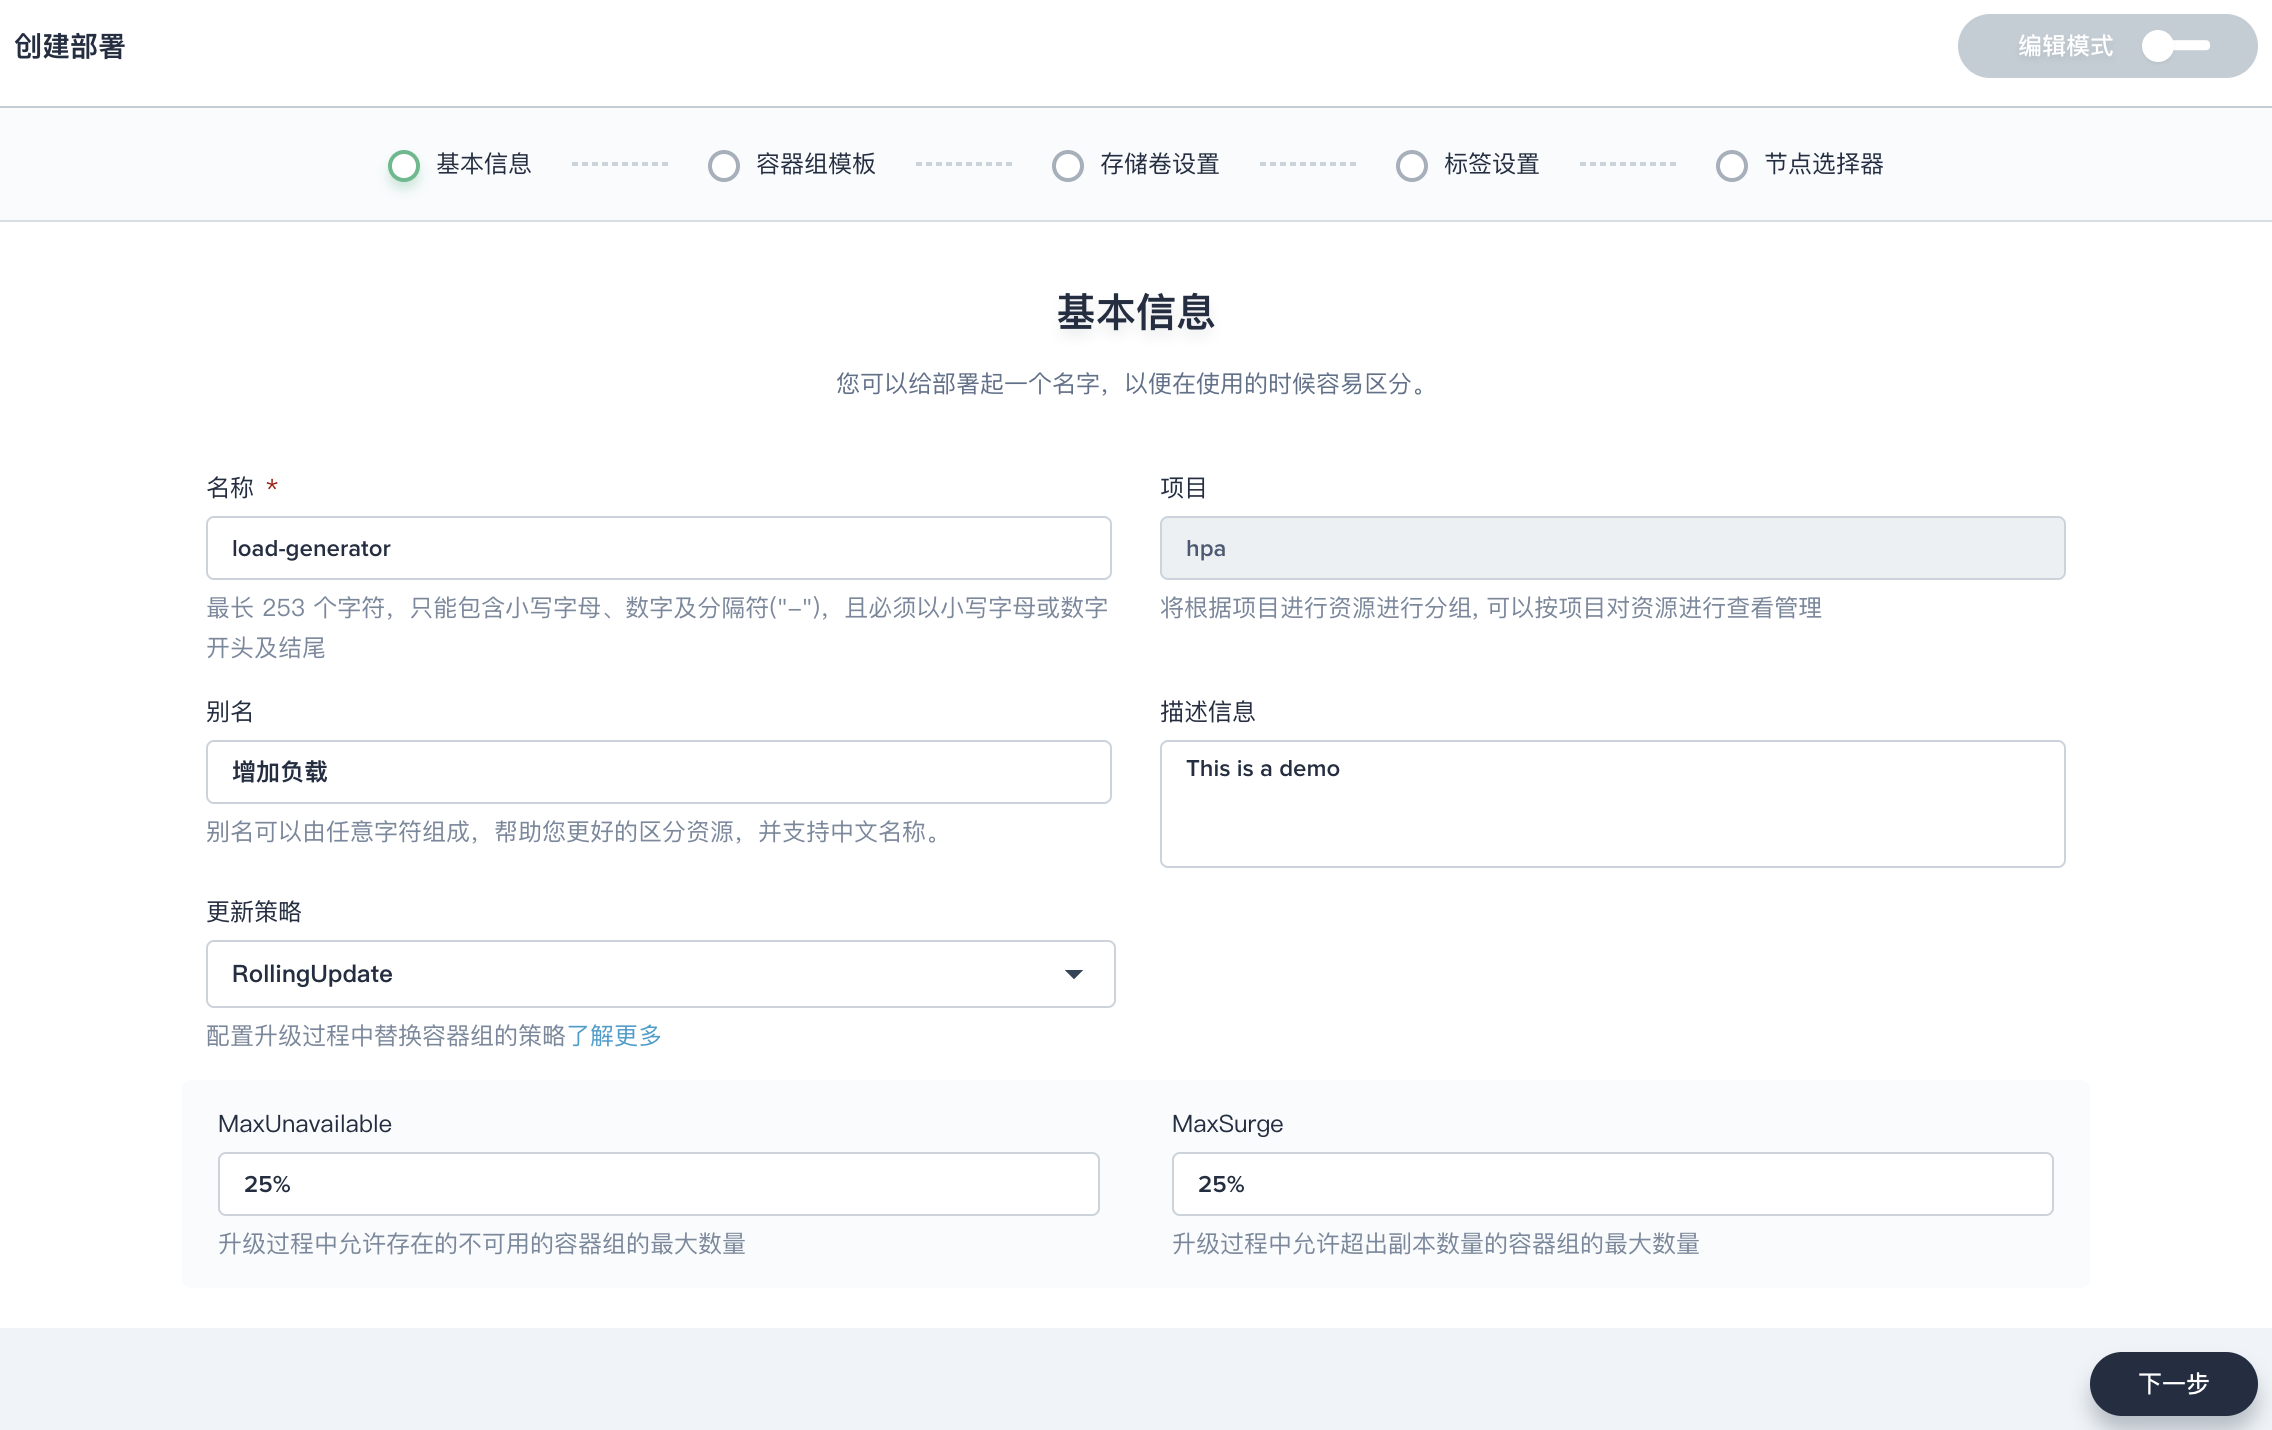 创建部署
编辑模式
基本信息
容器组模板
存储卷设置
标签设置
节点选择器
基本信息
您可以给部署起一个名字，以便在使用的时候容易区分。
名称 *
load-generator
最长 253 个字符，只能包含小写字母、数字及分隔符("-")，且必须以小写字母或数字
开头及结尾
项目
hpa
将根据项目进行资源进行分组, 可以按项目对资源进行查看管理
别名
增加负载
别名可以由任意字符组成，帮助您更好的区分资源，并支持中文名称。
描述信息
This is a demo
更新策略
RollingUpdate
配置升级过程中替换容器组的策略了解更多
MaxUnavailable
25%
升级过程中允许存在的不可用的容器组的最大数量
MaxSurge
25%
升级过程中允许超出副本数量的容器组的最大数量
下一步